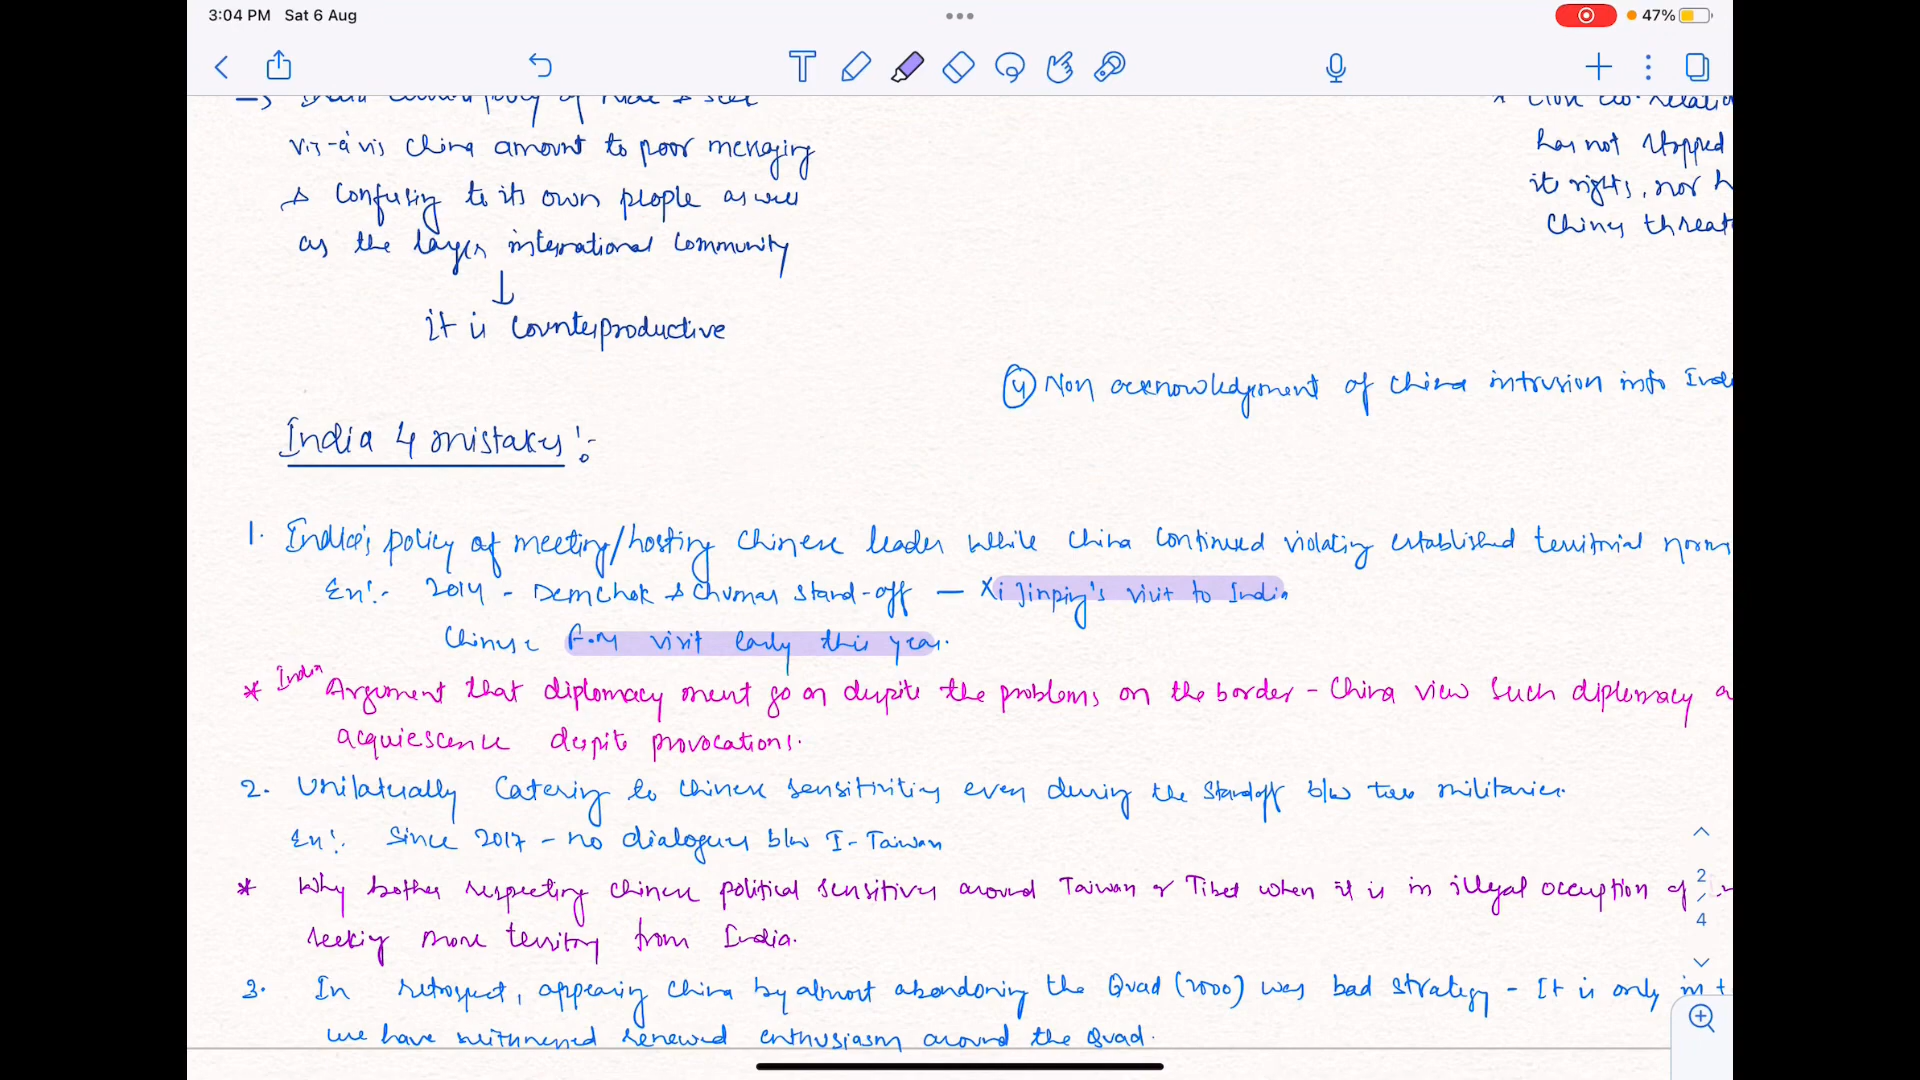 3:04 PM Sat 6 Aug
47%
vis-à vis China amount to poor messaging
& Confusing to its own people as well
as the larger international Community
↓
it is Counterproductive
has not stopped
it rights, nor h
Chines threat
④ Non acknowledgement of China intrusion into Ind
India 4 mistakes :-
1. India's policy of meeting/hosting Chinese leader while China Continued violating established territorial norms
Ex:- 2014 - Demchok & Chumar Stand-off — Xi Jinping's visit to India
Chinese F.M visit early this year.
* India Argument that diplomacy must go on despite the problems on the border - China view such diplomacy a
acquiescence despite provocations.
2. Unilaterally Catering to Chinese sensitivities even during the standoff b/w two militaries.
Ex:. Since 2017 - no dialogues b/w I-Taiwan
* Why bother respecting Chinese political sensitives around Taiwan & Tibet when it is in illegal occuption of
seeking more territory from India.
3. In retrospect, appeasing China by almost abandoning the Quad (2000) was bad strategy - It is only in t
we have witnessed renewed enthusiasm around the Quad.
2
4